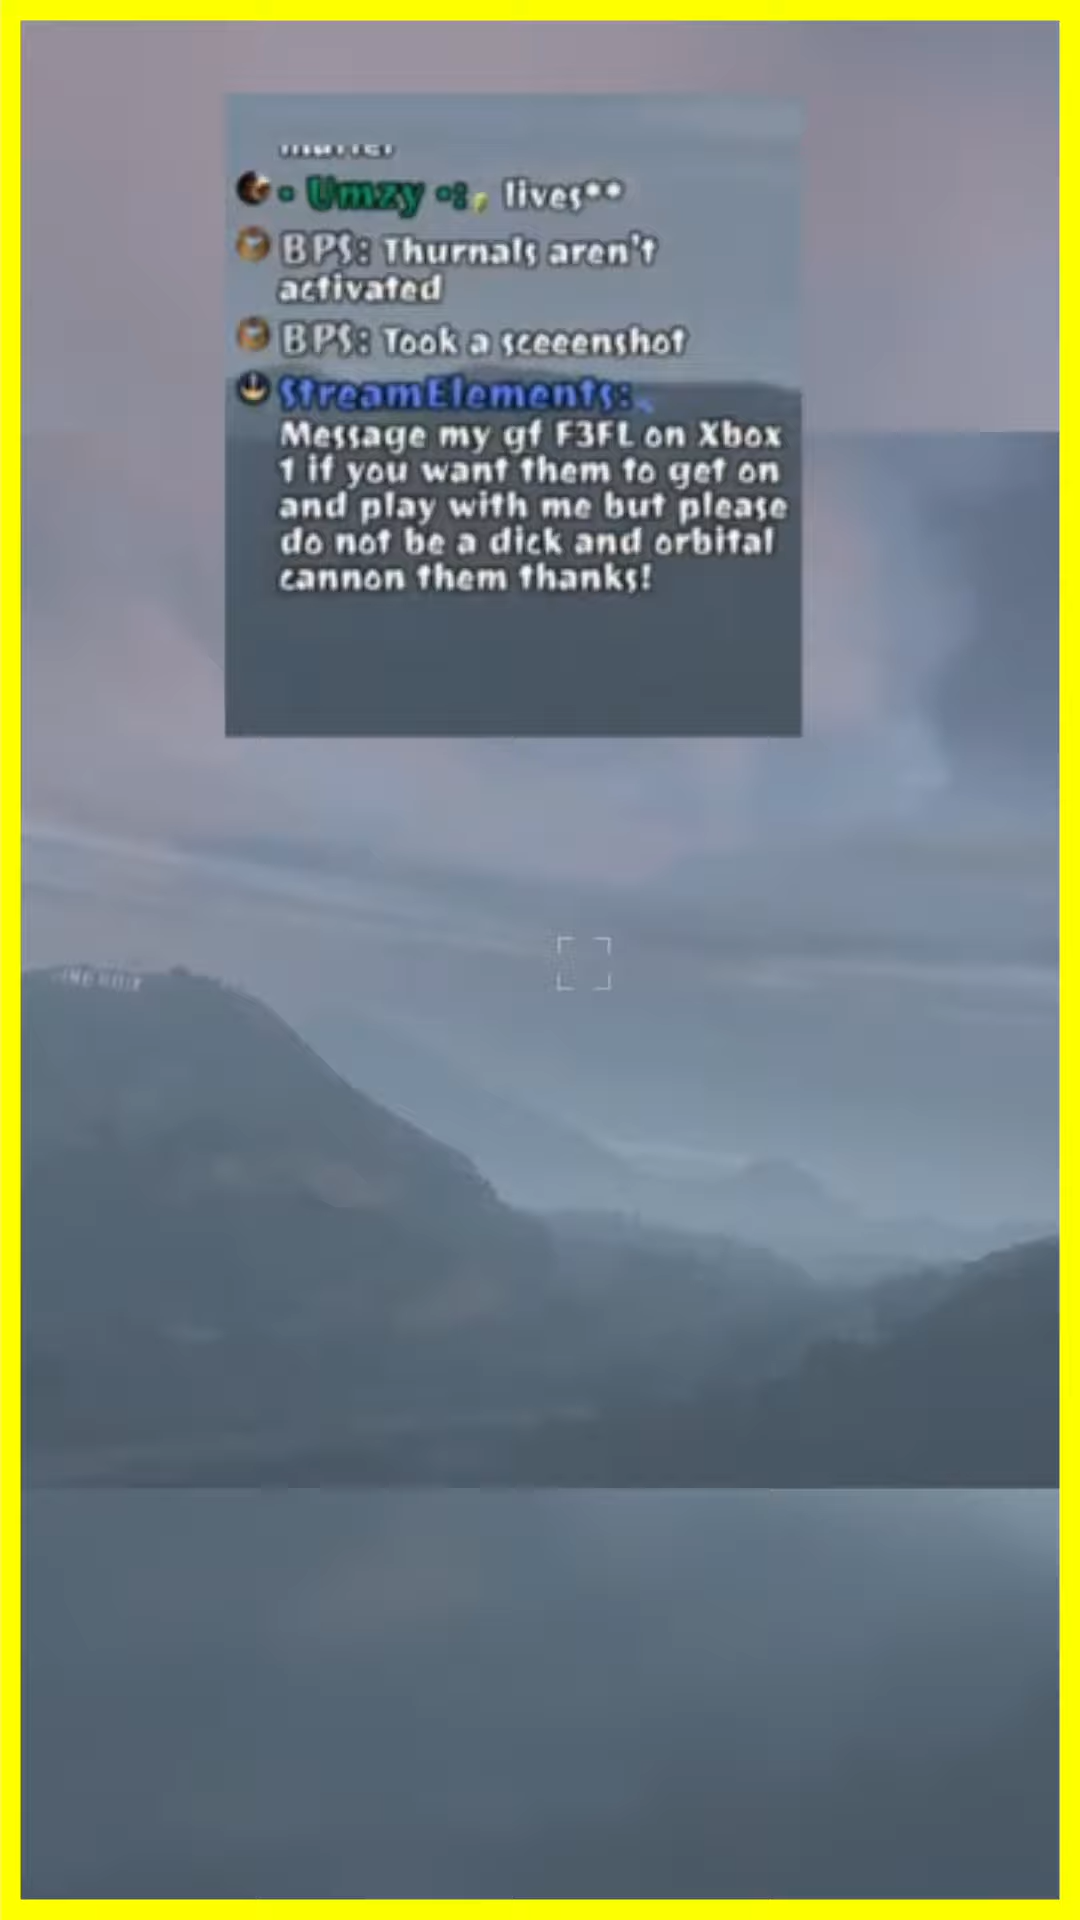 • Umzy •: lives**
BPS: Thurnals aren't
activated
BPS: Took a sceeenshot
StreamElements:
Message my gf F3FL on Xbox
1 if you want them to get on
and play with me but please
do not be a dick and orbital
cannon them thanks!